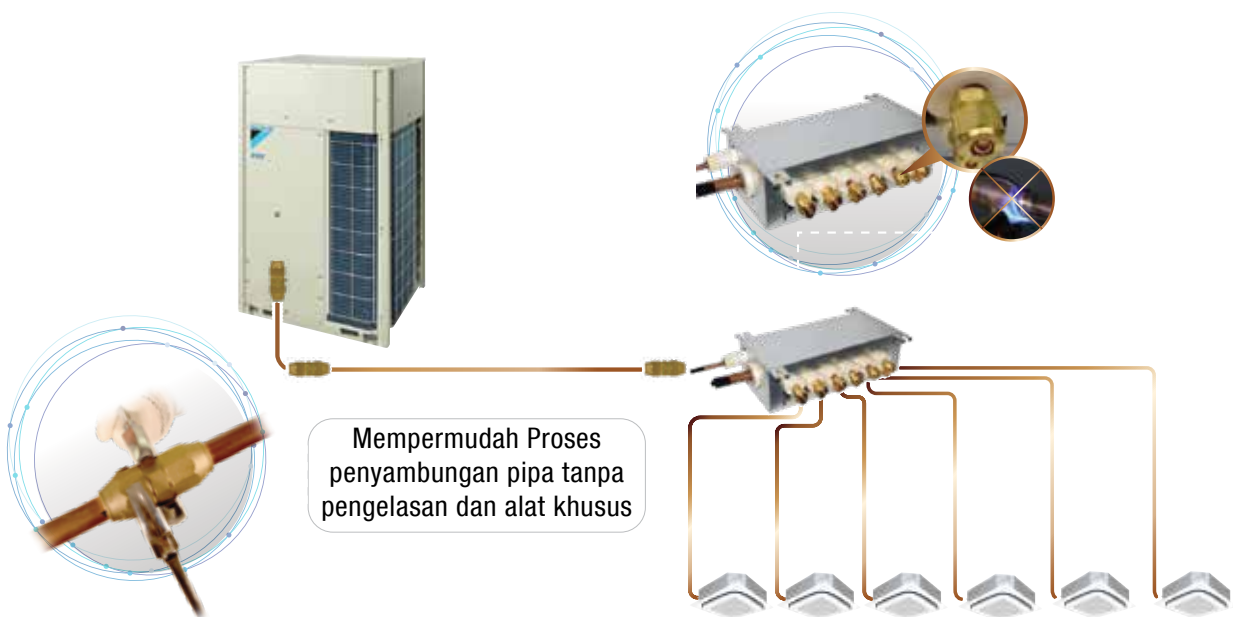 Mempermudah Proses
penyambungan pipa tanpa
pengelasan dan alat khusus